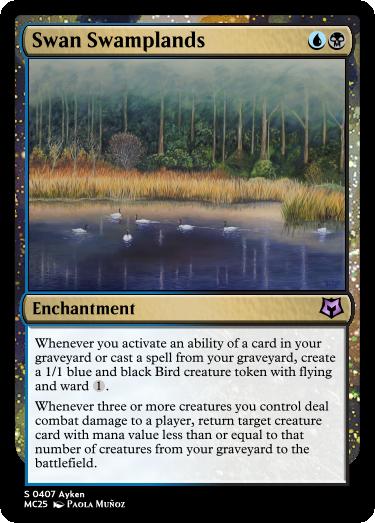 Swan Swamplands
Enchantment
Whenever you activate an ability of a card in your
graveyard or cast a spell from your graveyard, create
a 1/1 blue and black Bird creature token with flying
and ward 1.
Whenever three or more creatures you control deal
combat damage to a player, return target creature
card with mana value less than or equal to that
number of creatures from your graveyard to the
battlefield.
S 0407 Ayken
MC25 Paola Muñoz